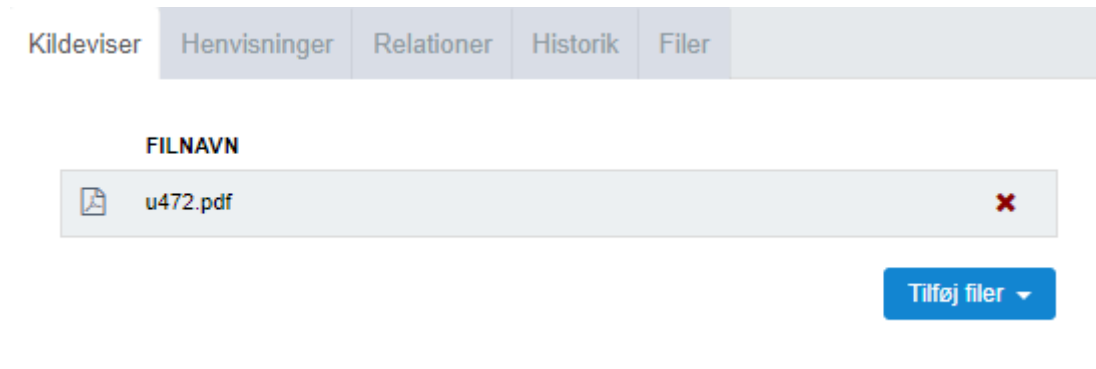 Kildeviser Henvisninger Relationer Historik Filer
FILNAVN
u472.pdf
Tilføj filer